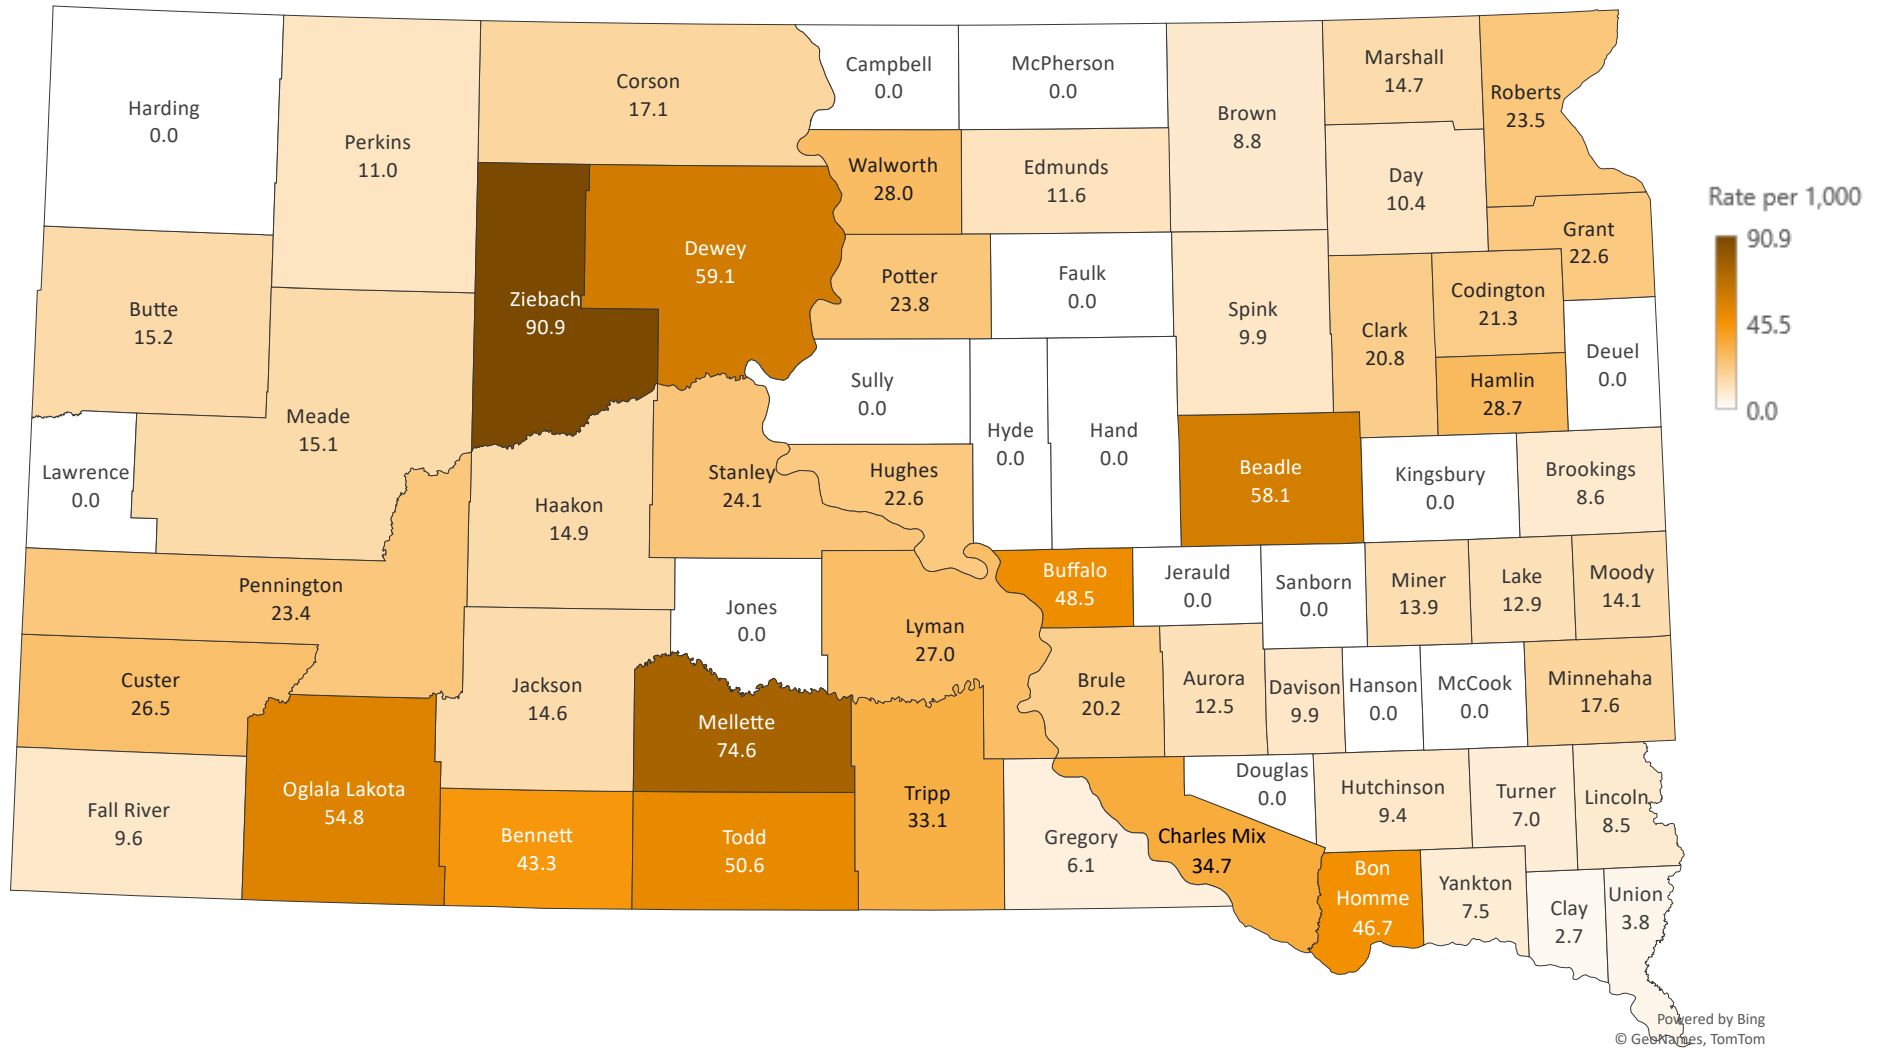 Harding
0.0
Perkins
11.0
Corson
17.1
Campbell
0.0
McPherson
0.0
Brown
8.8
Marshall
14.7
Roberts
23.5
Walworth
28.0
Edmunds
11.6
Day
10.4
Grant
22.6
Butte
15.2
Ziebach
90.9
Dewey
59.1
Potter
23.8
Faulk
0.0
Spink
9.9
Clark
20.8
Codington
21.3
Deuel
0.0
Hamlin
28.7
Meade
15.1
Sully
0.0
Hyde
0.0
Hand
0.0
Lawrence
0.0
Haakon
14.9
Stanley
24.1
Hughes
22.6
Beadle
58.1
Kingsbury
0.0
Brookings
8.6
Pennington
23.4
Jones
0.0
Lyman
27.0
Buffalo
48.5
Jerauld
0.0
Sanborn
0.0
Miner
13.9
Lake
12.9
Moody
14.1
Custer
26.5
Jackson
14.6
Mellette
74.6
Brule
20.2
Aurora
12.5
Davison
9.9
Hanson
0.0
McCook
0.0
Minnehaha
17.6
Fall River
9.6
Oglala Lakota
54.8
Bennett
43.3
Todd
50.6
Tripp
33.1
Gregory
6.1
Charles Mix
34.7
Douglas
0.0
Hutchinson
9.4
Turner
7.0
Lincoln
8.5
Bon
Homme
46.7
Yankton
7.5
Clay
2.7
Union
3.8
Rate per 1,000
90.9
45.5
0.0
Powered by Bing
© GeoNames, TomTom